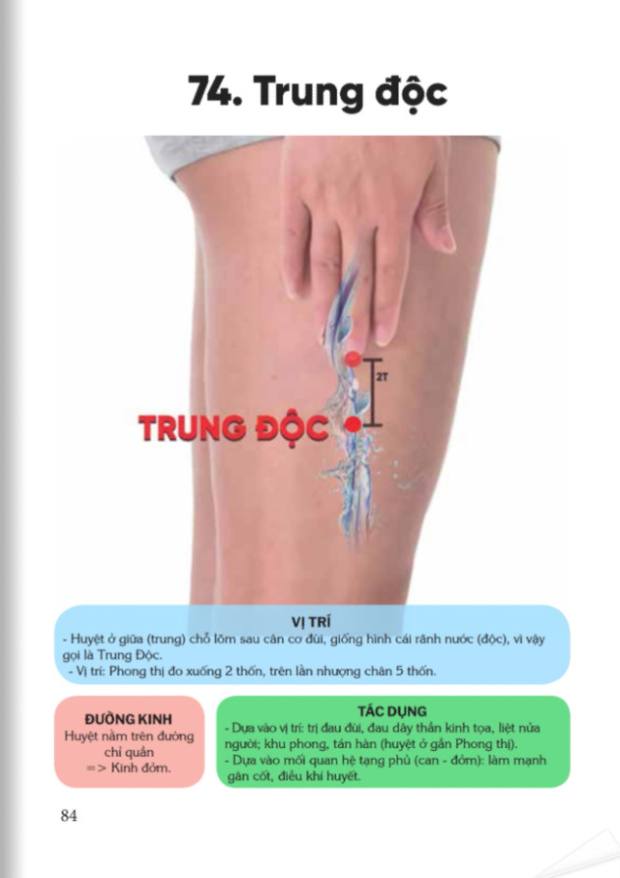 74. Trung độc
2T
TRUNG ĐỘC
VỊ TRÍ
- Huyệt ở giữa (trung) chỗ lõm sau cân cơ đùi, giống hình cái rãnh nước (độc), vì vậy
gọi là Trung Độc.
- Vị trí: Phong thị đo xuống 2 thốn, trên lằn nhượng chân 5 thốn.
ĐƯỜNG KINH
Huyệt nằm trên đường
chỉ quần
=> Kinh đởm.
TÁC DỤNG
- Dựa vào vị trí: trị đau đùi, đau dây thần kinh tọa, liệt nửa
người; khu phong, tán hàn (huyệt ở gần Phong thị).
- Dựa vào mối quan hệ tạng phủ (can - đởm): làm mạnh
gân cốt, điều khí huyết.
84